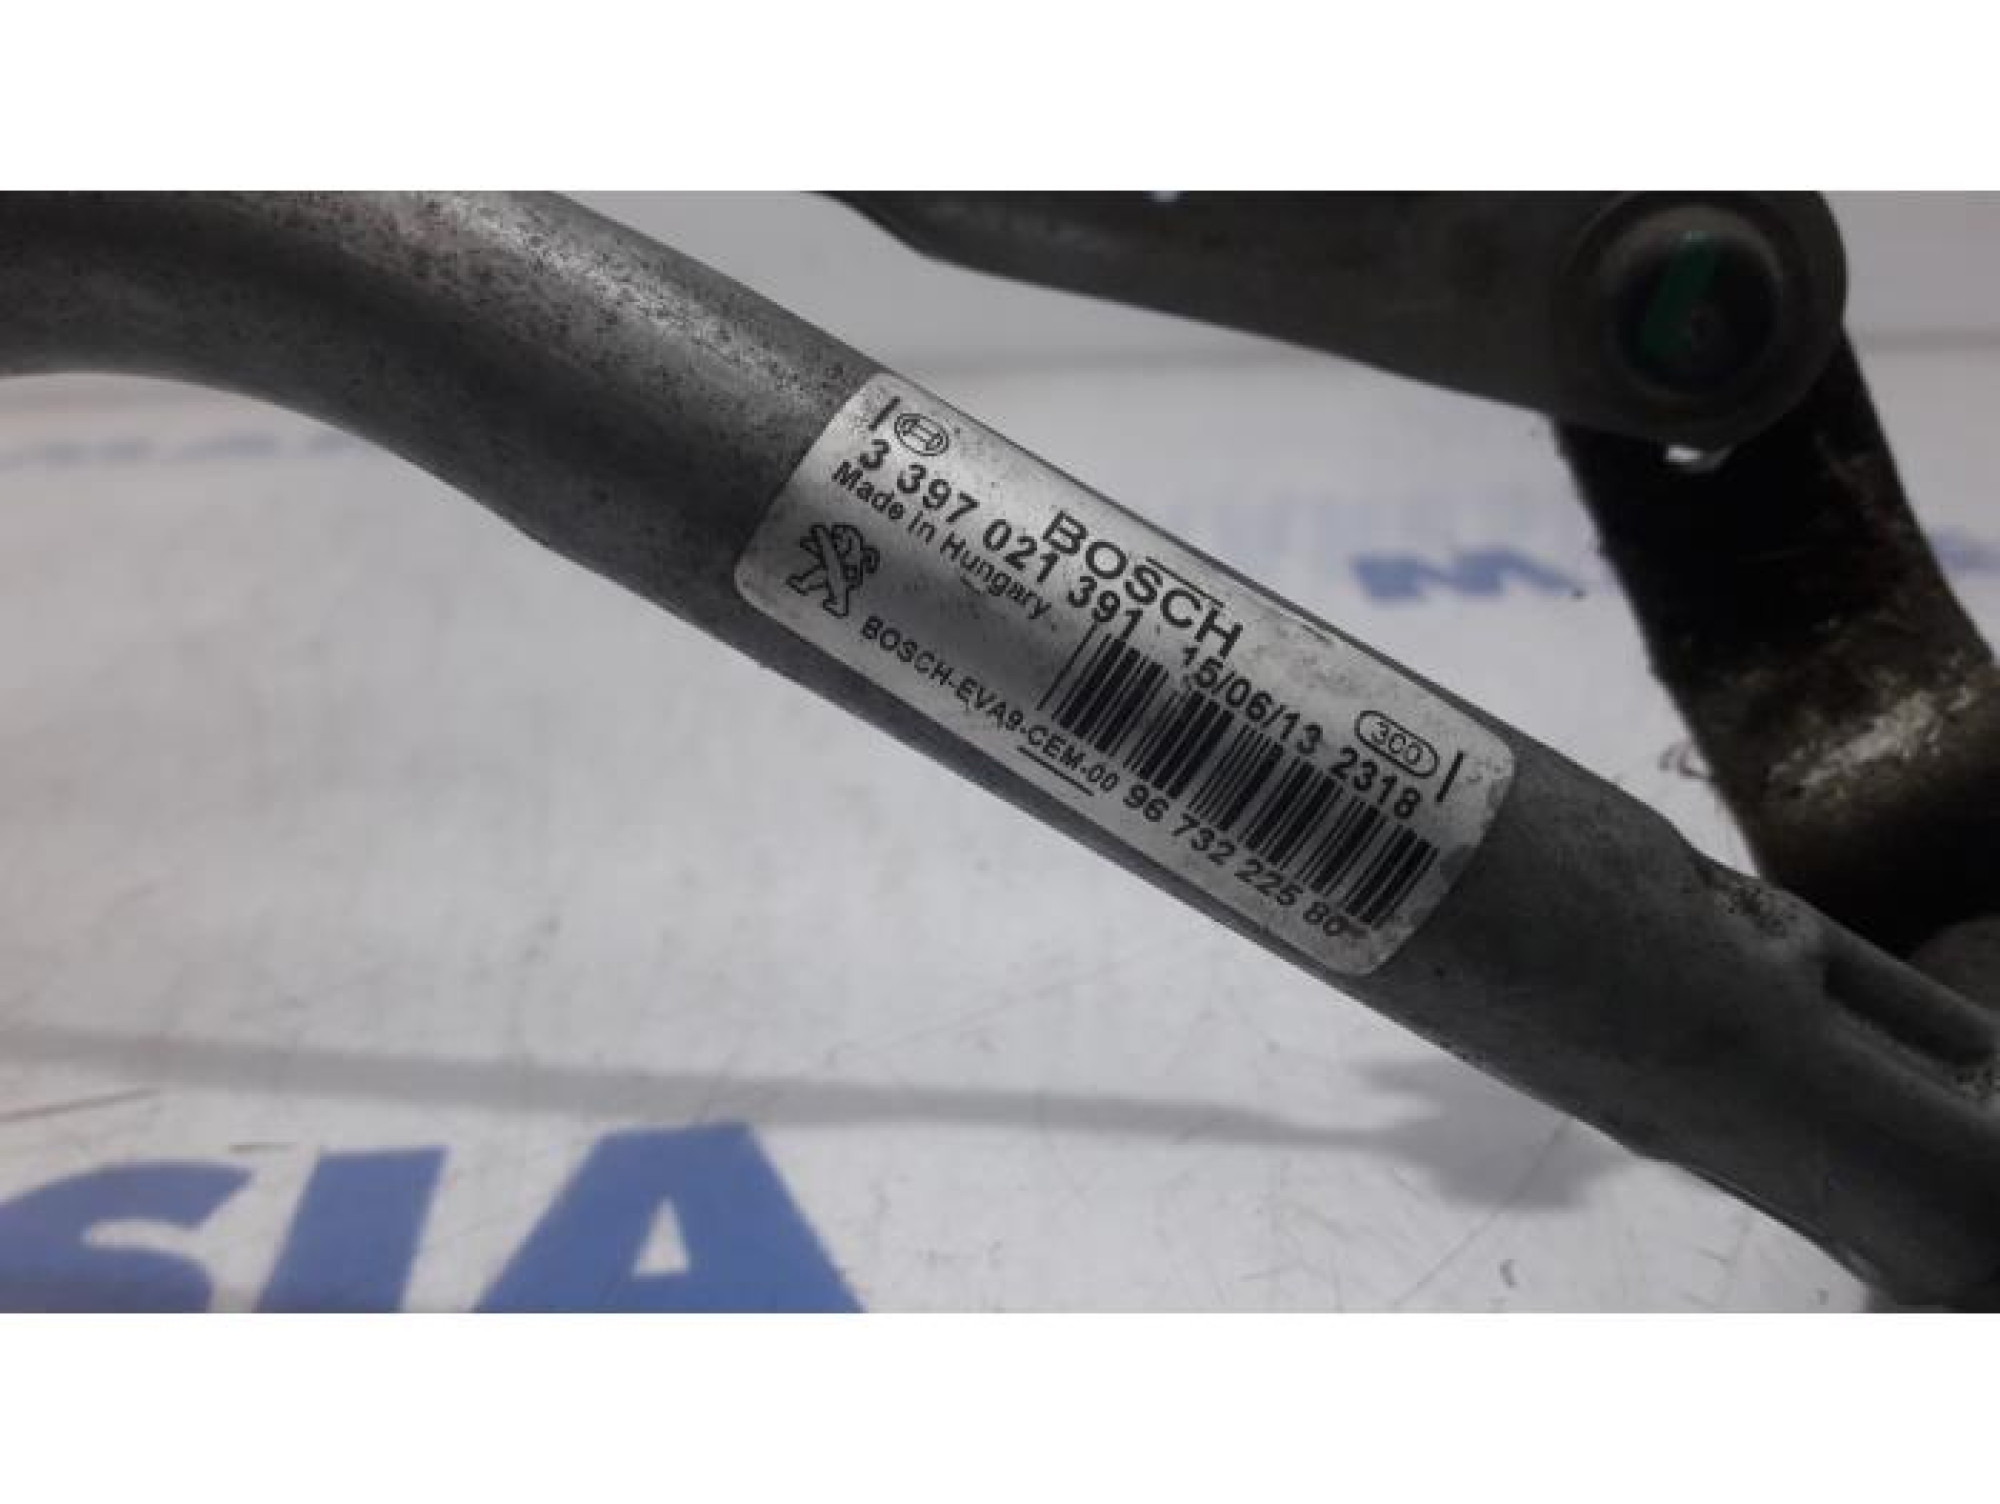 BOSCH
3 397 021 391 15/06/13 2318
300
Made in Hungary
BOSCH-EVA9-CEM-00 96 732 225 80
SIA